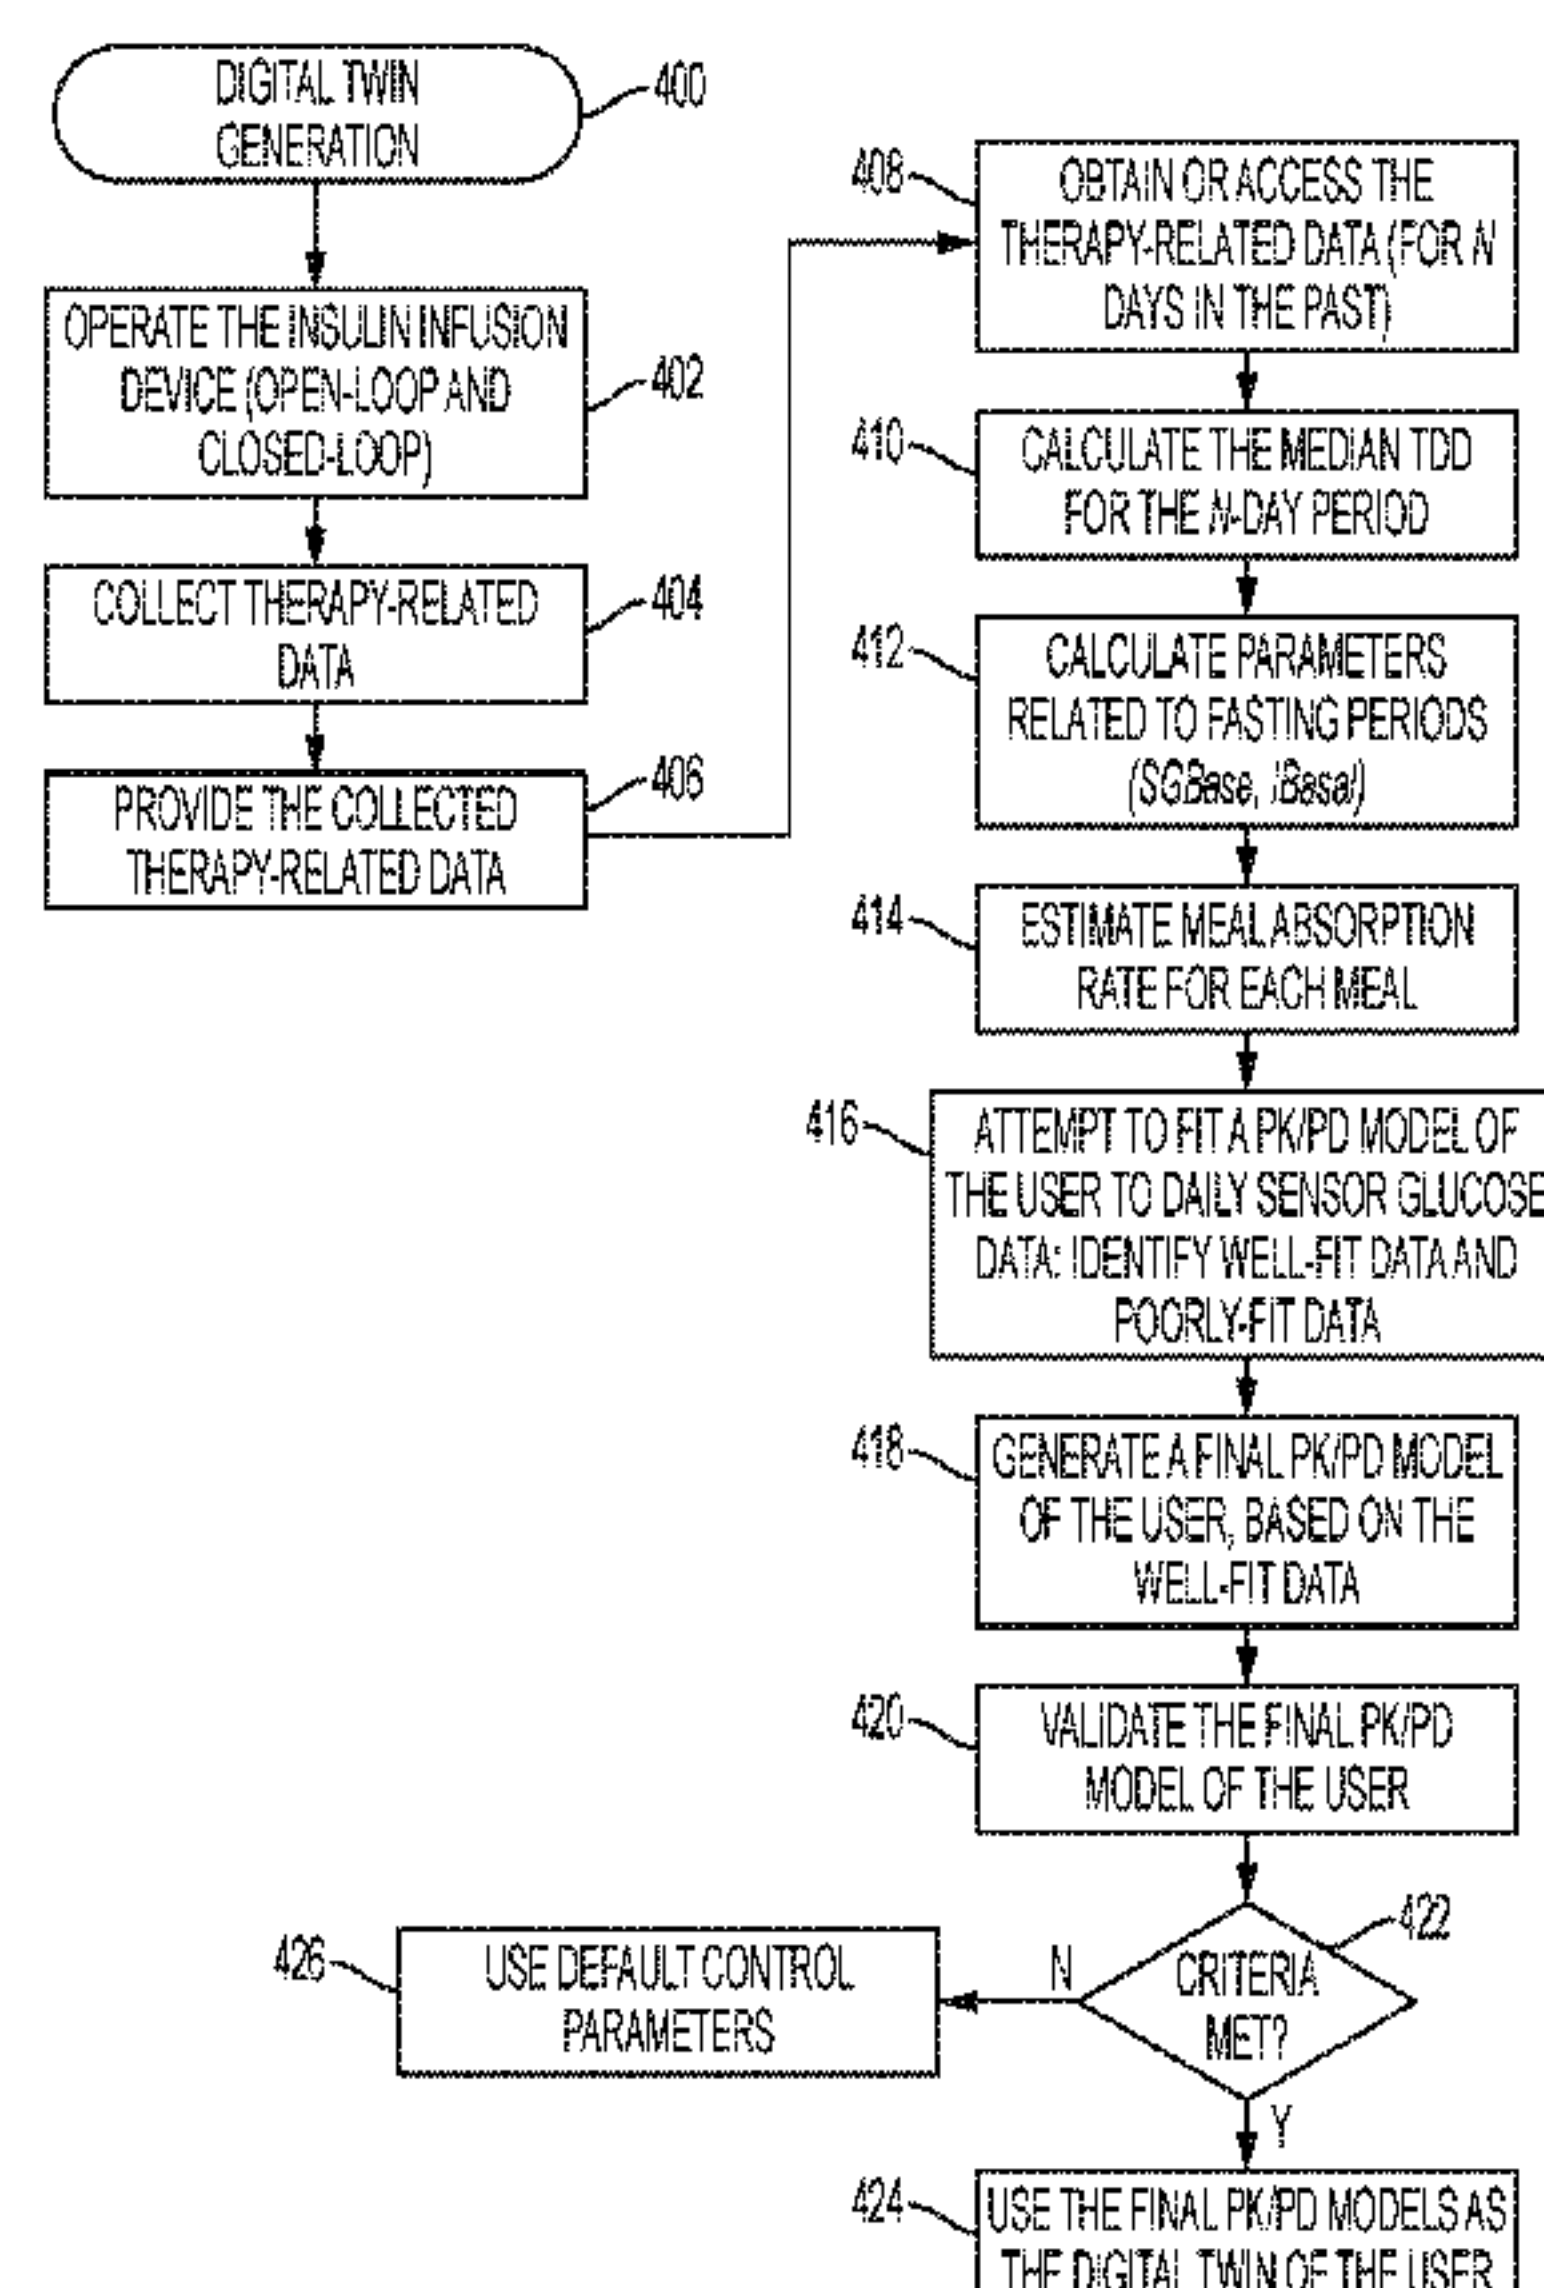 DIGITAL TWIN
GENERATION
400
OPERATE THE INSULIN INFUSION
DEVICE (OPEN-LOOP AND
CLOSED-LOOP)
402
COLLECT THERAPY-RELATED
DATA
404
PROVIDE THE COLLECTED
THERAPY-RELATED DATA
406
408
OBTAIN OR ACCESS THE
THERAPY-RELATED DATA (FOR N
DAYS IN THE PAST)
410
CALCULATE THE MEDIAN TDD
FOR THE N-DAY PERIOD
412
CALCULATE PARAMETERS
RELATED TO FASTING PERIODS
(SGBase, iBasal)
414
ESTIMATE MEAL ABSORPTION
RATE FOR EACH MEAL
416
ATTEMPT TO FIT A PK/PD MODEL OF
THE USER TO DAILY SENSOR GLUCOSE
DATA: IDENTIFY WELL-FIT DATA AND
POORLY-FIT DATA
418
GENERATE A FINAL PK/PD MODEL
OF THE USER, BASED ON THE
WELL-FIT DATA
420
VALIDATE THE FINAL PK/PD
MODEL OF THE USER
422
CRITERIA
MET?
N
426
USE DEFAULT CONTROL
PARAMETERS
Y
424
USE THE FINAL PK/PD MODELS AS
THE DIGITAL TWIN OF THE USER